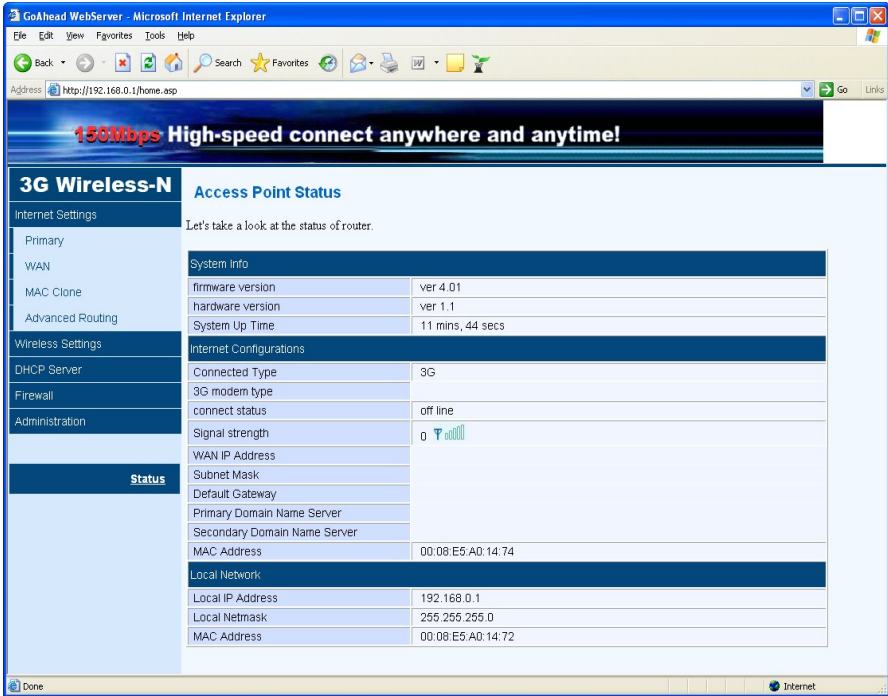 GoAhead WebServer - Microsoft Internet Explorer
File Edit View Favorites Tools Help
Back Search Favorites
Address http://192.168.0.1/home.asp Go Links
150Mbps High-speed connect anywhere and anytime!
3G Wireless-N
Internet Settings
Primary
WAN
MAC Clone
Advanced Routing
Wireless Settings
DHCP Server
Firewall
Administration
Status
Access Point Status
Let's take a look at the status of router.
System Info
firmware version ver 4.01
hardware version ver 1.1
System Up Time 11 mins, 44 secs
Internet Configurations
Connected Type 3G
3G modem type
connect status off line
Signal strength 0
WAN IP Address
Subnet Mask
Default Gateway
Primary Domain Name Server
Secondary Domain Name Server
MAC Address 00:08:E5:A0:14:74
Local Network
Local IP Address 192.168.0.1
Local Netmask 255.255.255.0
MAC Address 00:08:E5:A0:14:72
Done Internet